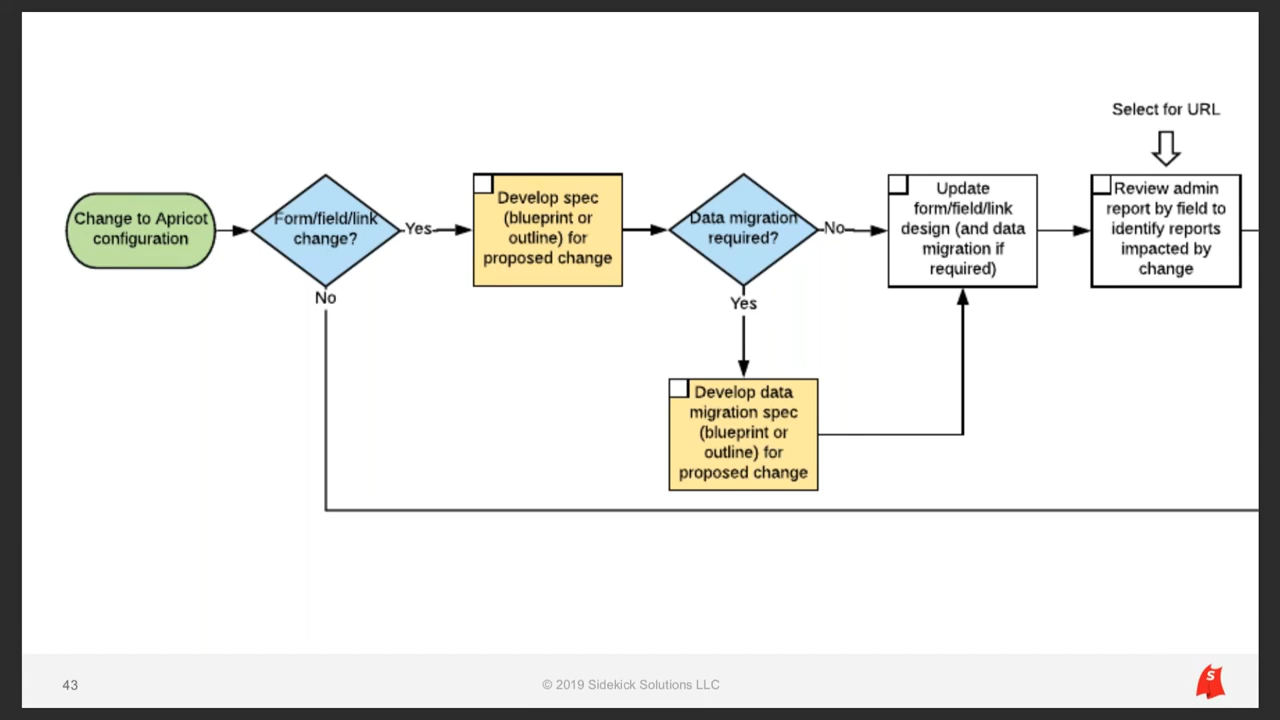 Select for URL
Change to Apricot
configuration
Form/field/link
change?
Yes
No
Develop spec
(blueprint or
outline) for
proposed change
Data migration
required?
No
Yes
Update
form/field/link
design (and data
migration if
required)
Review admin
report by field to
identify reports
impacted by
change
Develop data
migration spec
(blueprint or
outline) for
proposed change
43
© 2019 Sidekick Solutions LLC
S